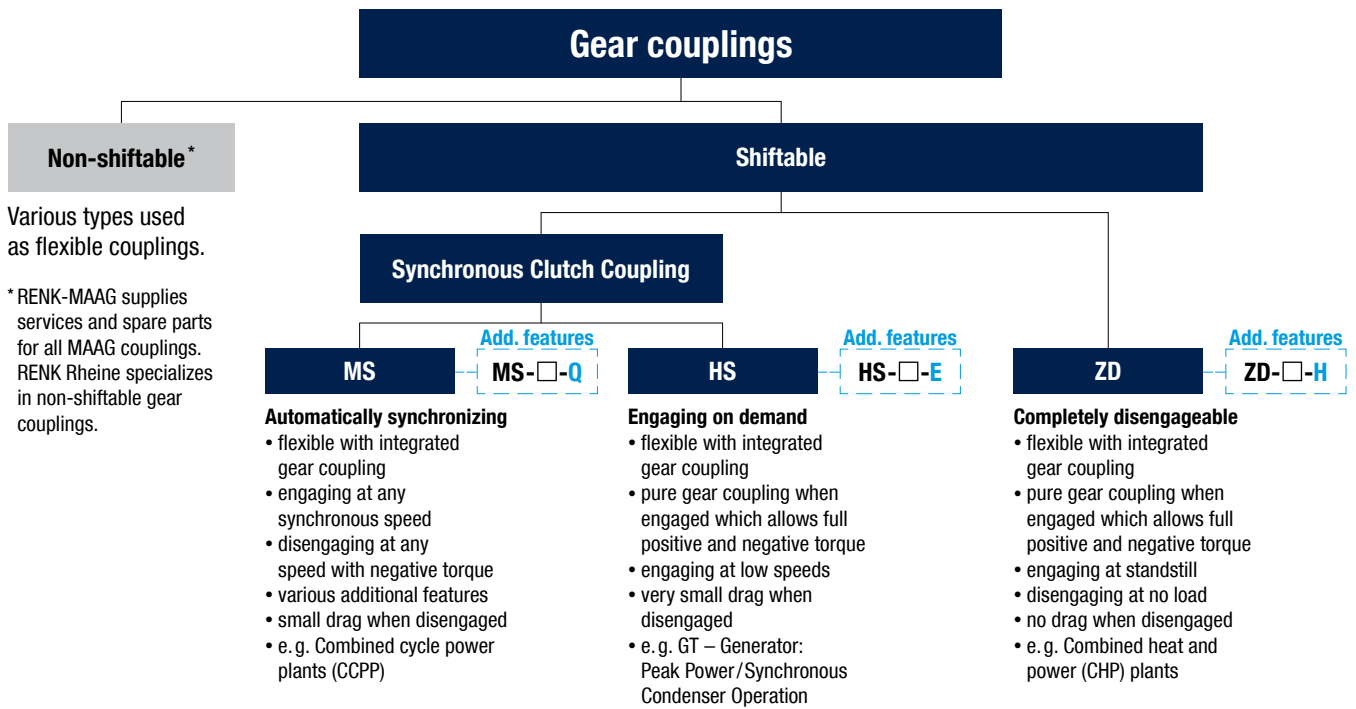 Gear couplings
Non-shiftable*
Shiftable
Various types used
as flexible couplings.
* RENK-MAAG supplies
services and spare parts
for all MAAG couplings.
RENK Rheine specializes
in non-shiftable gear
couplings.
Synchronous Clutch Coupling
MS
Add. features
MS-□-Q
HS
Add. features
HS-□-E
ZD
Add. features
ZD-□-H
Automatically synchronizing
• flexible with integrated
gear coupling
• engaging at any
synchronous speed
• disengaging at any
speed with negative torque
• various additional features
• small drag when disengaged
• e. g. Combined cycle power
plants (CCPP)
Engaging on demand
• flexible with integrated
gear coupling
• pure gear coupling when
engaged which allows full
positive and negative torque
• engaging at low speeds
• very small drag when
disengaged
• e. g. GT – Generator:
Peak Power/Synchronous
Condenser Operation
Completely disengageable
• flexible with integrated
gear coupling
• pure gear coupling when
engaged which allows full
positive and negative torque
• engaging at standstill
• disengaging at no load
• no drag when disengaged
• e. g. Combined heat and
power (CHP) plants